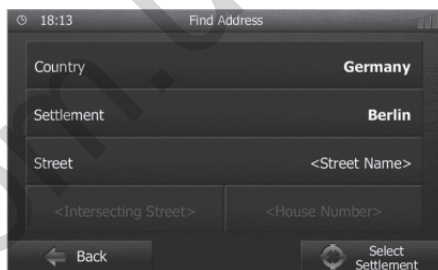 18:13 Find Address
Country Germany
Settlement Berlin
Street <Street Name>
<Intersecting Street> <House Number>
Back Select
Settlement